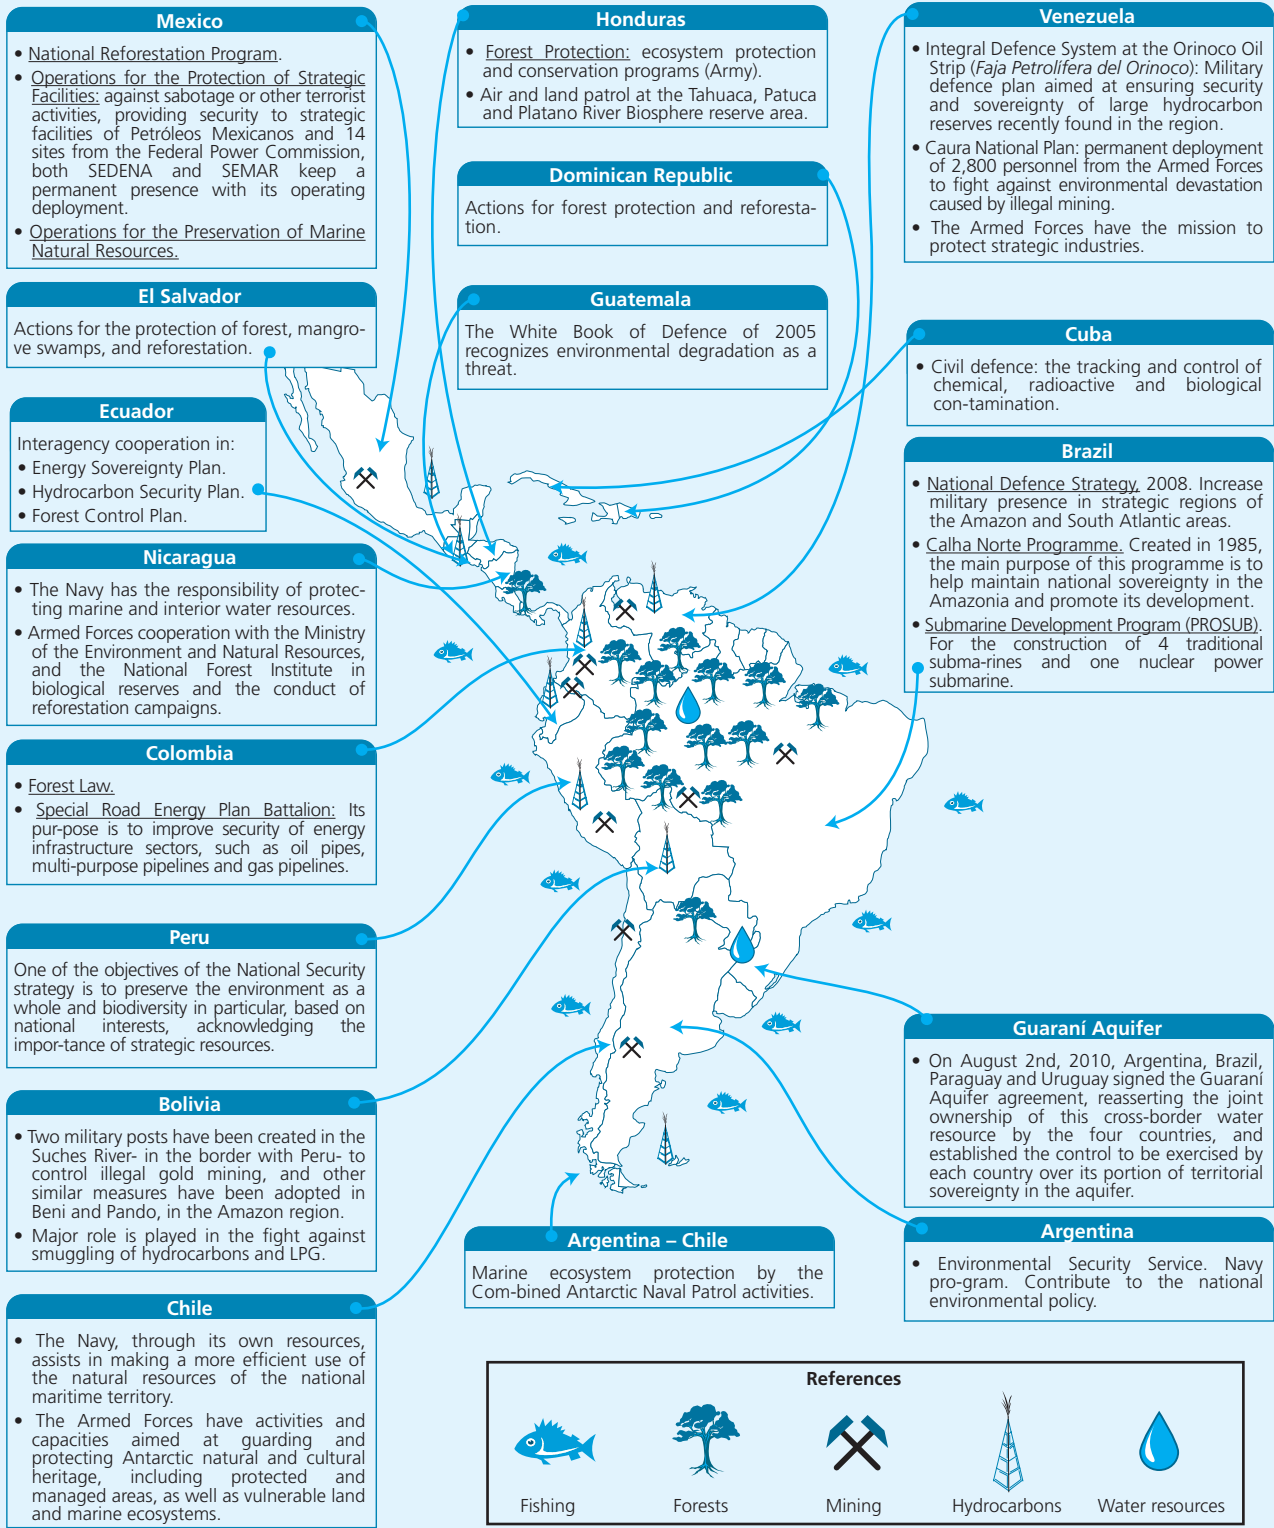 Mexico
• National Reforestation Program.
• Operations for the Protection of Strategic
Facilities: against sabotage or other terrorist
activities, providing security to strategic
facilities of Petróleos Mexicanos and 14
sites from the Federal Power Commission,
both SEDENA and SEMAR keep a
permanent presence with its operating
deployment.
• Operations for the Preservation of Marine
Natural Resources.
El Salvador
Actions for the protection of forest, mangro-
ve swamps, and reforestation.
Ecuador
Interagency cooperation in:
• Energy Sovereignty Plan.
• Hydrocarbon Security Plan.
• Forest Control Plan.
Nicaragua
• The Navy has the responsibility of protec-
ting marine and interior water resources.
• Armed Forces cooperation with the Ministry
of the Environment and Natural Resources,
and the National Forest Institute in
biological reserves and the conduct of
reforestation campaigns.
Colombia
• Forest Law.
• Special Road Energy Plan Battalion: Its
pur-pose is to improve security of energy
infrastructure sectors, such as oil pipes,
multi-purpose pipelines and gas pipelines.
Peru
One of the objectives of the National Security
strategy is to preserve the environment as a
whole and biodiversity in particular, based on
national interests, acknowledging the
impor-tance of strategic resources.
Bolivia
• Two military posts have been created in the
Suches River- in the border with Peru- to
control illegal gold mining, and other
similar measures have been adopted in
Beni and Pando, in the Amazon region.
• Major role is played in the fight against
smuggling of hydrocarbons and LPG.
Chile
• The Navy, through its own resources,
assists in making a more efficient use of
the natural resources of the national
maritime territory.
• The Armed Forces have activities and
capacities aimed at guarding and
protecting Antarctic natural and cultural
heritage, including protected and
managed areas, as well as vulnerable land
and marine ecosystems.
Honduras
• Forest Protection: ecosystem protection
and conservation programs (Army).
• Air and land patrol at the Tahuaca, Patuca
and Platano River Biosphere reserve area.
Dominican Republic
Actions for forest protection and reforesta-
tion.
Guatemala
The White Book of Defence of 2005
recognizes environmental degradation as a
threat.
Venezuela
• Integral Defence System at the Orinoco Oil
Strip (Faja Petrolífera del Orinoco): Military
defence plan aimed at ensuring security
and sovereignty of large hydrocarbon
reserves recently found in the region.
• Caura National Plan: permanent deployment
of 2,800 personnel from the Armed Forces
to fight against environmental devastation
caused by illegal mining.
• The Armed Forces have the mission to
protect strategic industries.
Cuba
• Civil defence: the tracking and control of
chemical, radioactive and biological
con-tamination.
Brazil
• National Defence Strategy, 2008. Increase
military presence in strategic regions of
the Amazon and South Atlantic areas.
• Calha Norte Programme. Created in 1985,
the main purpose of this programme is to
help maintain national sovereignty in the
Amazonia and promote its development.
• Submarine Development Program (PROSUB).
For the construction of 4 traditional
subma-rines and one nuclear power
submarine.
Guaraní Aquifer
• On August 2nd, 2010, Argentina, Brazil,
Paraguay and Uruguay signed the Guaraní
Aquifer agreement, reasserting the joint
ownership of this cross-border water
resource by the four countries, and
established the control to be exercised by
each country over its portion of territorial
sovereignty in the aquifer.
Argentina
• Environmental Security Service. Navy
pro-gram. Contribute to the national
environmental policy.
Argentina – Chile
Marine ecosystem protection by the
Com-bined Antarctic Naval Patrol activities.
References
Fishing
Forests
Mining
Hydrocarbons
Water resources